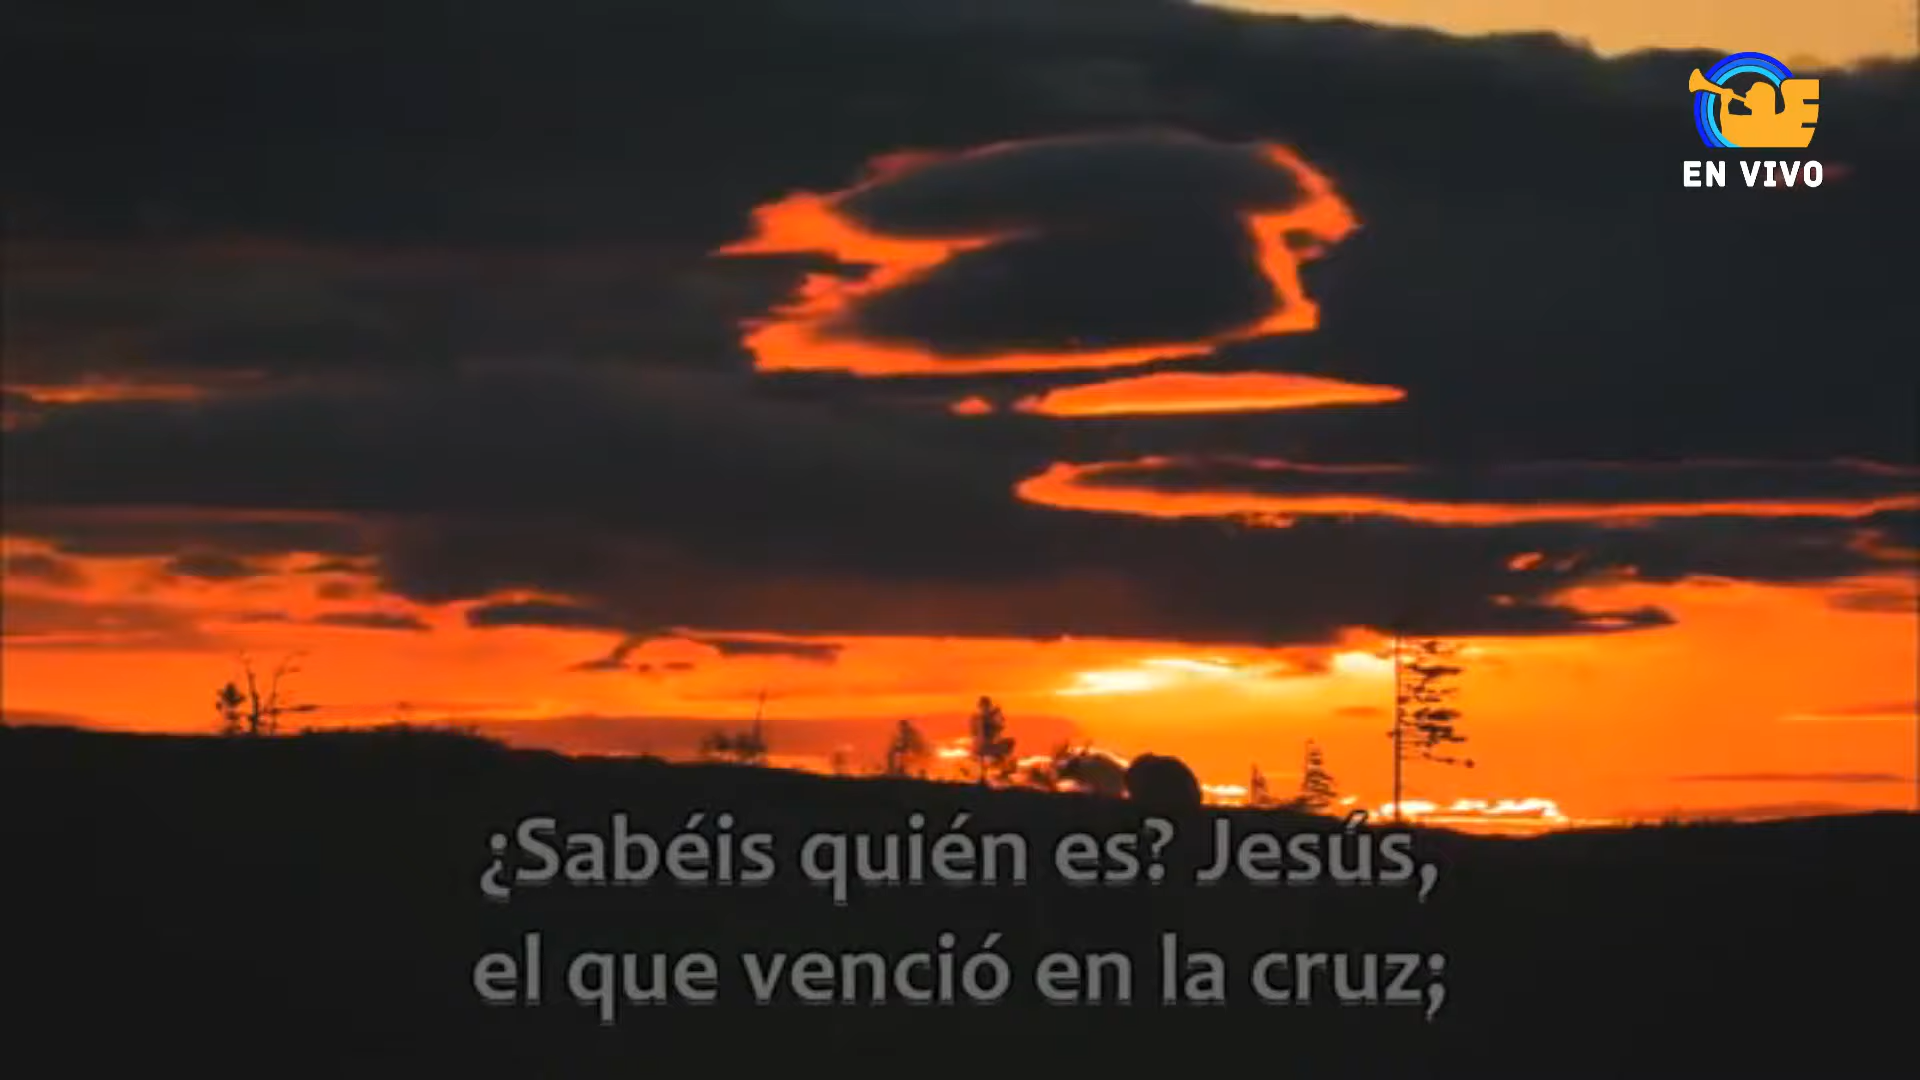 EN VIVO
¿Sabéis quién es? Jesús,
el que venció en la cruz;